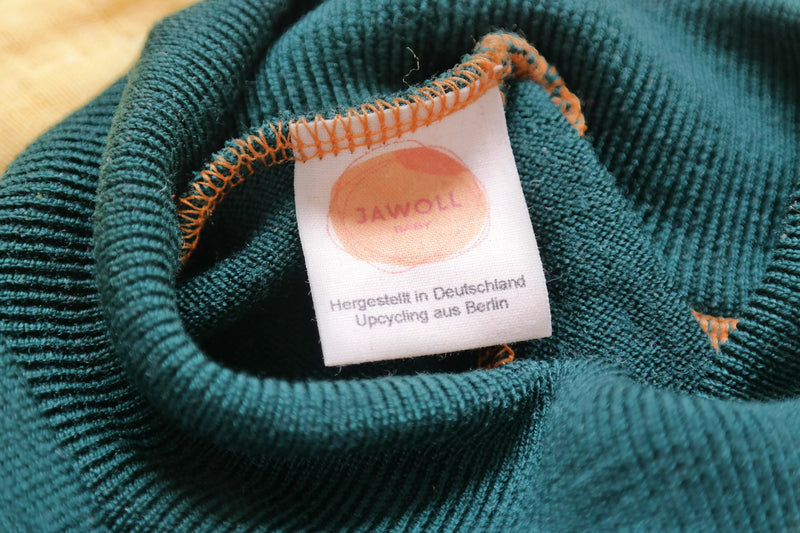 JAWOLL
BABY
Hergestellt in Deutschland
Upcycling aus Berlin